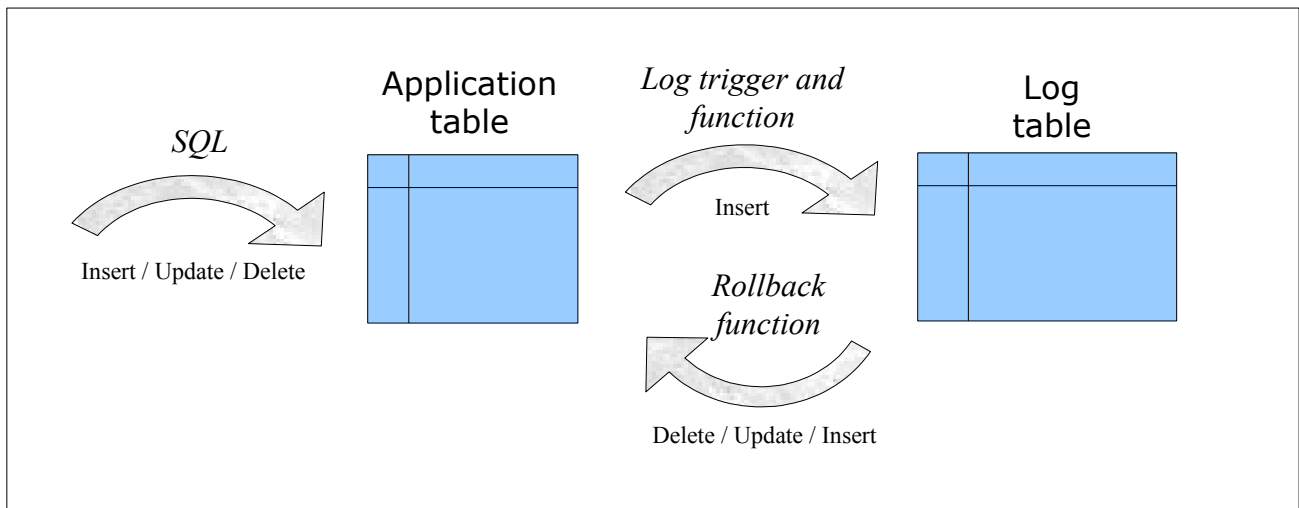 Application
table
Log trigger and
function
Log
table
SQL
Insert
Insert / Update / Delete
Rollback
function
Delete / Update / Insert